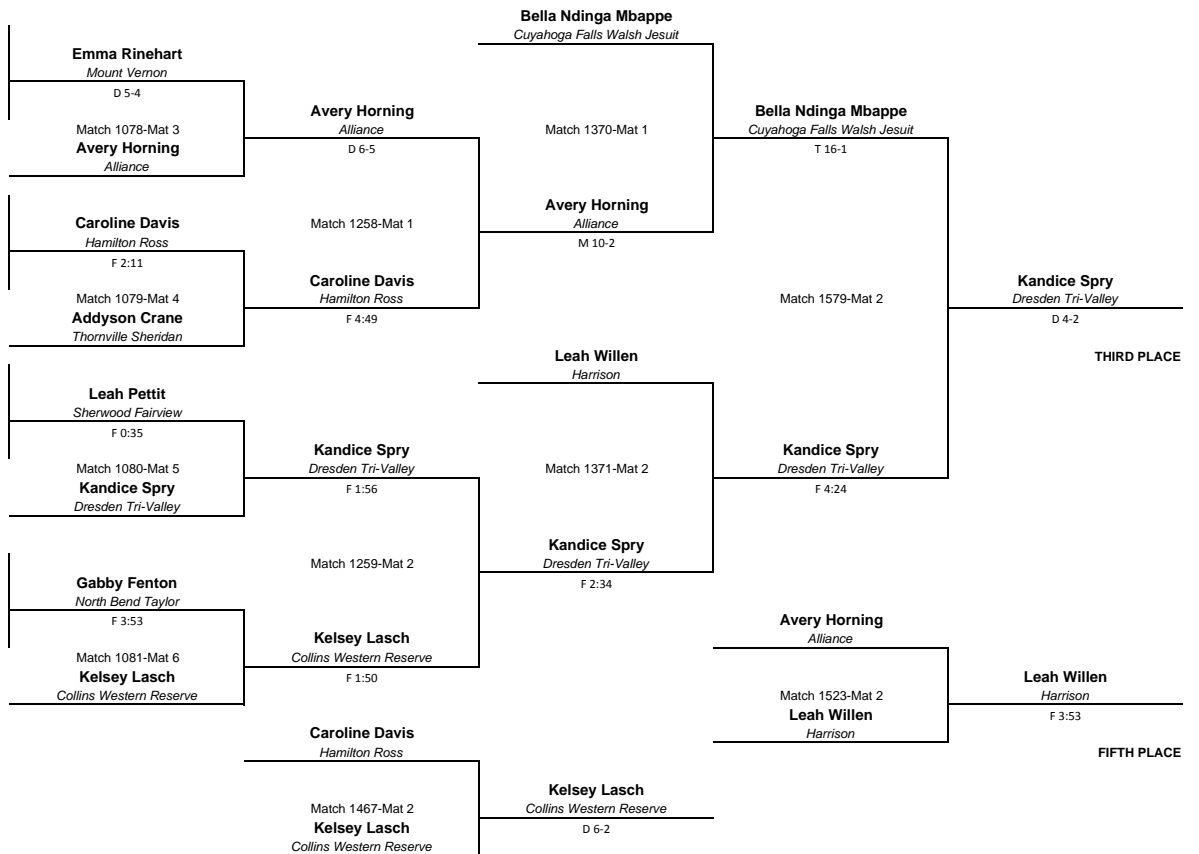 Bella Ndinga Mbappe
Cuyahoga Falls Walsh Jesuit
Emma Rinehart
Mount Vernon
D 5-4
Match 1078-Mat 3
Avery Horning
Alliance
Avery Horning
Alliance
D 6-5
Match 1370-Mat 1
Bella Ndinga Mbappe
Cuyahoga Falls Walsh Jesuit
T 16-1
Caroline Davis
Hamilton Ross
F 2:11
Match 1079-Mat 4
Addyson Crane
Thornville Sheridan
Match 1258-Mat 1
Caroline Davis
Hamilton Ross
F 4:49
Avery Horning
Alliance
M 10-2
Match 1579-Mat 2
Kandice Spry
Dresden Tri-Valley
D 4-2
THIRD PLACE
Leah Willen
Harrison
Leah Pettit
Sherwood Fairview
F 0:35
Match 1080-Mat 5
Kandice Spry
Dresden Tri-Valley
Kandice Spry
Dresden Tri-Valley
F 1:56
Match 1371-Mat 2
Kandice Spry
Dresden Tri-Valley
F 4:24
Match 1259-Mat 2
Kandice Spry
Dresden Tri-Valley
F 2:34
Gabby Fenton
North Bend Taylor
F 3:53
Match 1081-Mat 6
Kelsey Lasch
Collins Western Reserve
Kelsey Lasch
Collins Western Reserve
F 1:50
Avery Horning
Alliance
Match 1523-Mat 2
Leah Willen
Harrison
Leah Willen
Harrison
F 3:53
FIFTH PLACE
Caroline Davis
Hamilton Ross
Match 1467-Mat 2
Kelsey Lasch
Collins Western Reserve
Kelsey Lasch
Collins Western Reserve
D 6-2